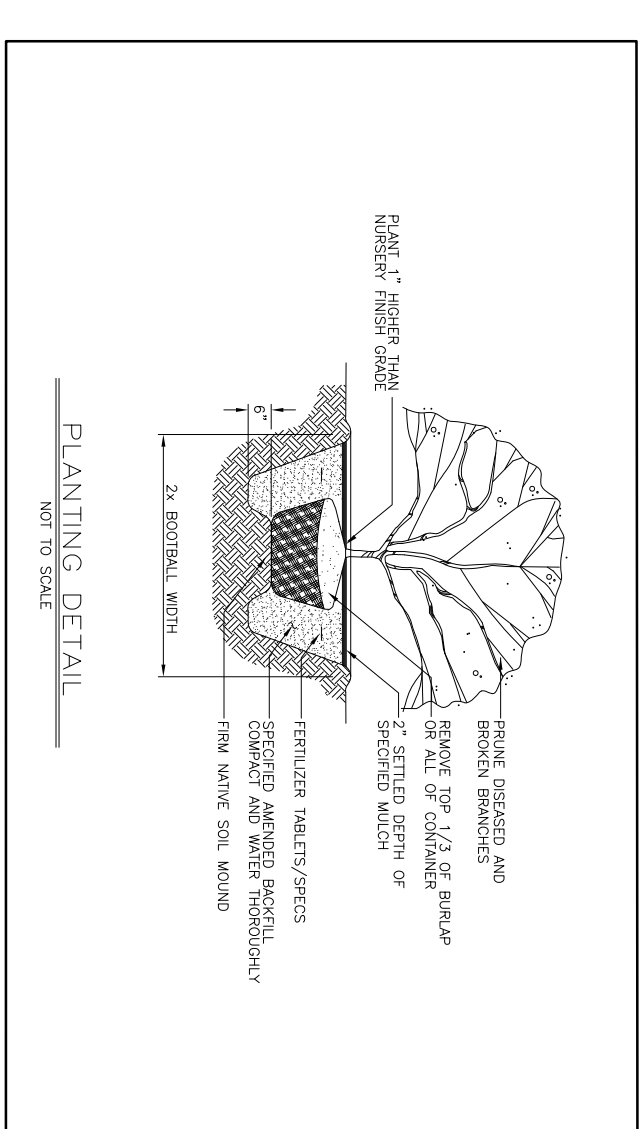 PLANT 1" HIGHER THAN
NURSERY FINISH GRADE
PRUNE DISEASED AND
BROKEN BRANCHES
REMOVE TOP 1/3 OF BURLAP
OR ALL OF CONTAINER
2" SETTLED DEPTH OF
SPECIFIED MULCH
FERTILIZER TABLETS/SPECS
SPECIFIED AMENDED BACKFILL
COMPACT AND WATER THOROUGHLY
FIRM NATIVE SOIL MOUND
6"
2x BOOTBALL WIDTH
PLANTING DETAIL
NOT TO SCALE